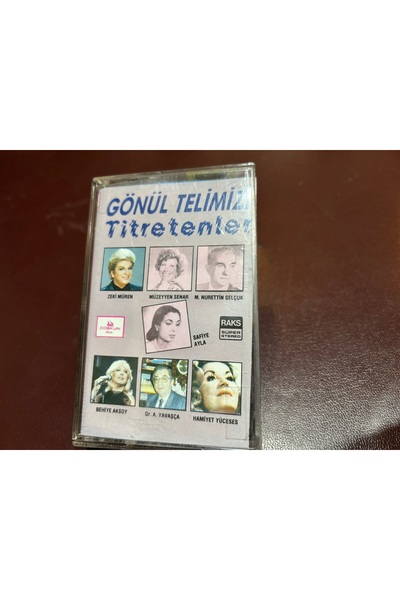 GÖNÜL TELİMİZİ
Titretenler
ZEKİ MÜREN
MÜZEYYEN SENAR
M. NURETTİN SELÇUK
SAFİYE
AYLA
RAKS
SÜPER
STEREO
BEHİYE AKSOY
Dr. A. YAVAŞÇA
HAMİYET YÜCESES